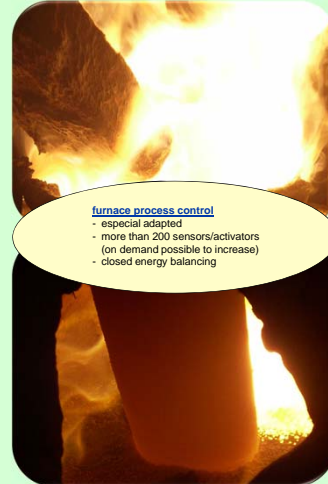 furnace process control
- especial adapted
- more than 200 sensors/activators
(on demand possible to increase)
- closed energy balancing